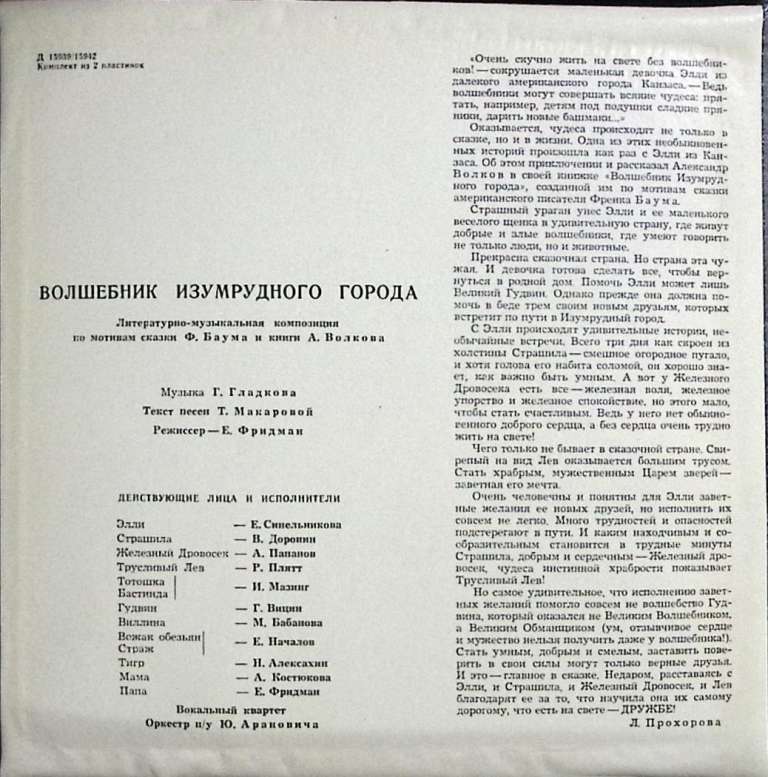 Д 15939/15942
Комплект из 2 пластинок
ВОЛШЕБНИК ИЗУМРУДНОГО ГОРОДА
Литературно-музыкальная композиция
по мотивам сказки Ф. Баума и книги А. Волкова
Музыка Г. Гладкова
Текст песен Т. Макаровой
Режиссер — Е. Фридман
ДЕЙСТВУЮЩИЕ ЛИЦА И ИСПОЛНИТЕЛИ
Элли — Е. Синельникова
Страшила — В. Доронин
Железный Дровосек — А. Папанов
Трусливый Лев — Р. Плятт
Тотошка
Бастинда — И. Мазинг
Гудвин — Г. Вицин
Виллина — М. Бабанова
Вожак обезьян
Страж — Е. Началов
Тигр — Н. Алексахин
Мама — А. Костюкова
Папа — Е. Фридман
Вокальный квартет
Оркестр п/у Ю. Арановича
«Очень скучно жить на свете без волшебни-
ков! — сокрушается маленькая девочка Элли из
далекого американского города Канзаса. — Ведь
волшебники могут совершать всякие чудеса: пря-
тать, например, детям под подушки сладкие пря-
ники, дарить новые башмаки...»
Оказывается, чудеса происходят не только в
сказке, но и в жизни. Одна из этих необыкновен-
ных историй произошла как раз с Элли из Кан-
заса. Об этом приключении и рассказал Александр
Волков в своей книжке «Волшебник Изумруд-
ного города», созданной им по мотивам сказки
американского писателя Френка Баума.
Страшный ураган унес Элли и ее маленького
веселого щенка в удивительную страну, где живут
добрые и злые волшебники, где умеют говорить
не только люди, но и животные.
Прекрасна сказочная страна. Но страна эта чу-
жая. И девочка готова сделать все, чтобы вер-
нуться в родной дом. Помочь Элли может лишь
Великий Гудвин. Однако прежде она должна по-
мочь в беде трем своим новым друзьям, которых
встретит по пути в Изумрудный город.
С Элли происходят удивительные истории, не-
обычайные встречи. Всего три дня как скроен из
холстины Страшила — смешное огородное пугало,
и хотя голова его набита соломой, он хорошо зна-
ет, как важно быть умным. А вот у Железного
Дровосека есть все — железная воля, железное
упорство и железное спокойствие, но этого мало,
чтобы стать счастливым. Ведь у него нет обыкно-
венного доброго сердца, а без сердца очень трудно
жить на свете!
Чего только не бывает в сказочной стране. Сви-
репый на вид Лев оказывается большим трусом.
Стать храбрым, мужественным Царем зверей —
заветная его мечта.
Очень человечны и понятны для Элли завет-
ные желания ее новых друзей, но исполнить их
совсем не легко. Много трудностей и опасностей
подстерегают в пути. И каким находчивым и со-
образительным становится в трудные минуты
Страшила, добрым и сердечным — Железный дро-
восек, чудеса инстинной храбрости показывает
Трусливый Лев!
Но самое удивительное, что исполнению завет-
ных желаний помогло совсем не волшебство Гуд-
вина, который оказался не Великим Волшебником,
а Великим Обманщиком (ум, отзывчивое сердце
и мужество нельзя получить даже у волшебника!).
Стать умным, добрым и смелым, заставить пове-
рить в свои силы могут только верные друзья.
И это — главное в сказке. Недаром, расставаясь с
Элли, и Страшила, и Железный Дровосек, и Лев
благодарят ее за то, что научила она их самому
дорогому, что есть на свете — ДРУЖБЕ!
Л. Прохорова